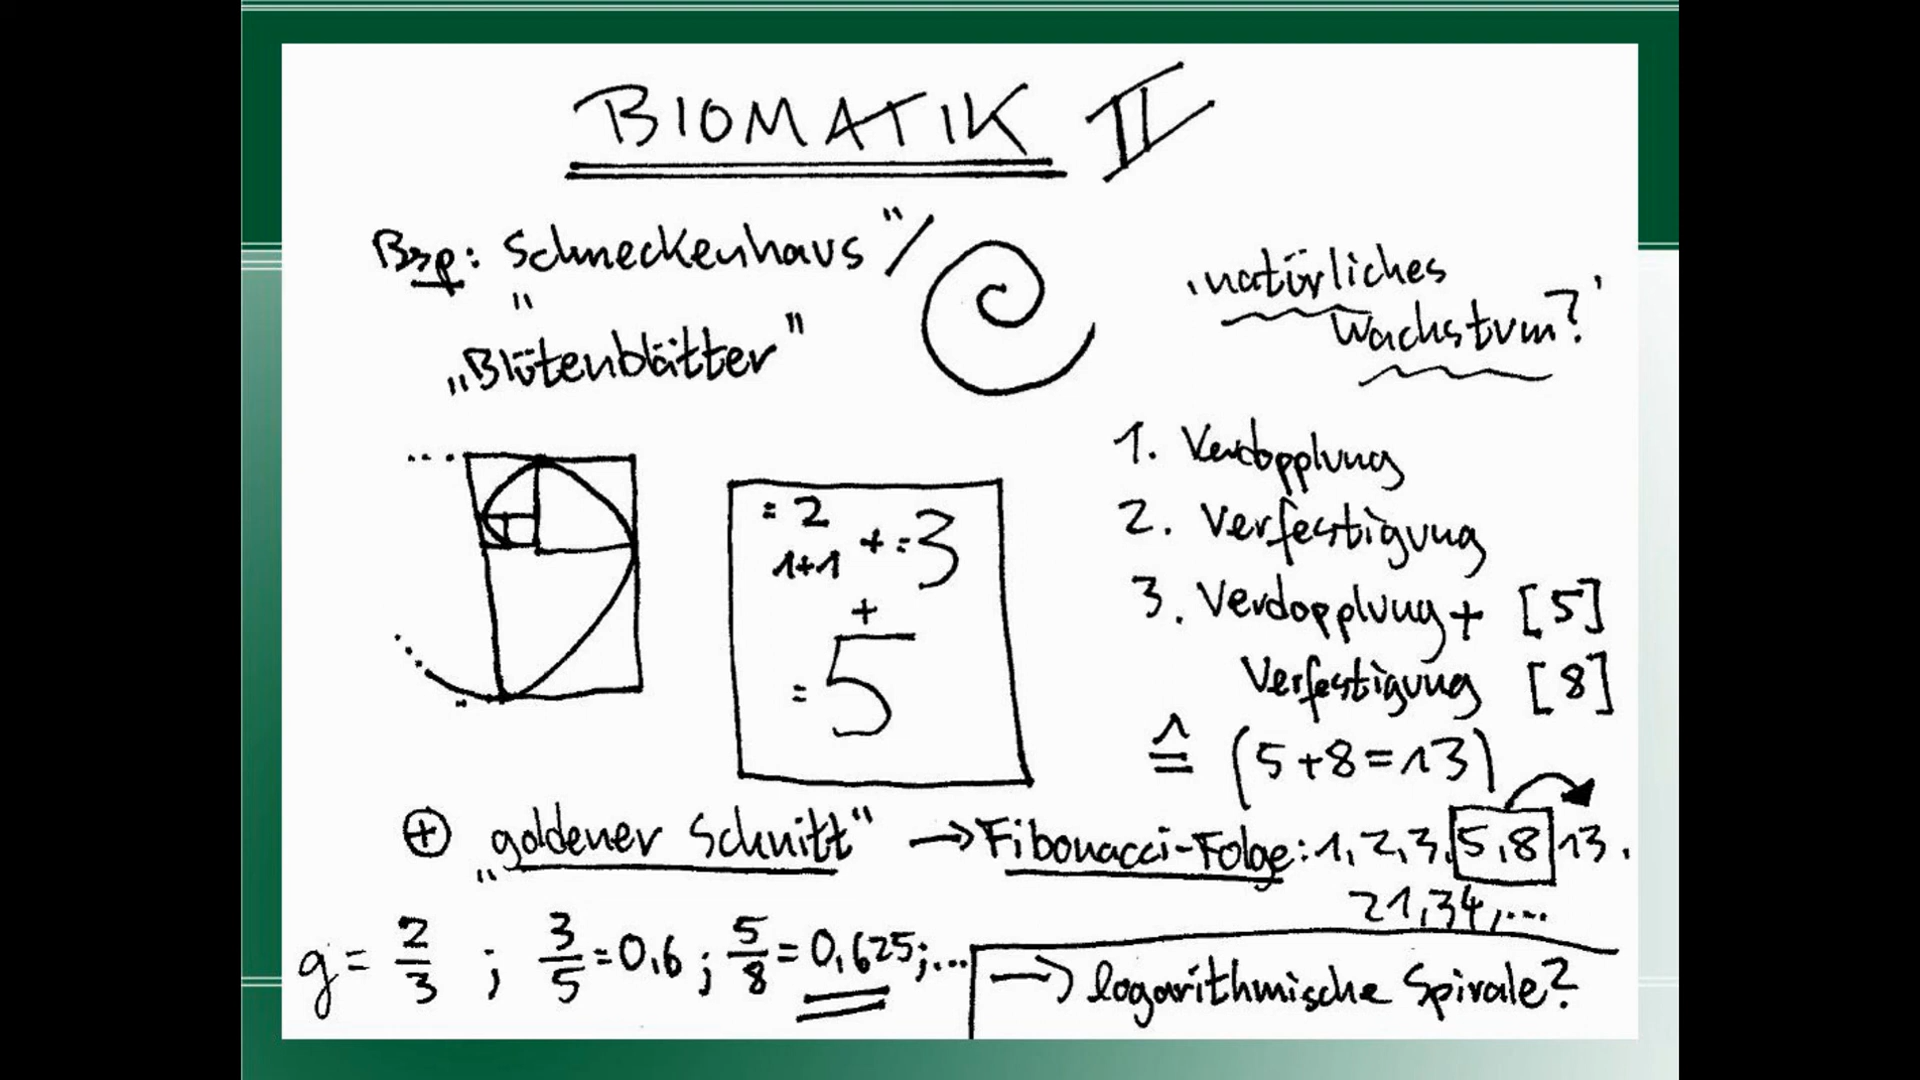 BIOMATIK II
Bsp: Schneckenhaus"/
"
„Blütenblätter"
‚natürliches
Wachstum?'
1. Verdopplung
2. Verfestigung
3. Verdopplung + [5]
Verfestigung [8]
≙ (5+8=13)
= 2
1+1 + = 3
+
= 5
⊕ „goldener Schnitt" → Fibonacci-Folge: 1, 2, 3, 5, 8 13,
21, 34, ...
g = 2/3 ; 3/5 = 0,6 ; 5/8 = 0,625; ...
→ logarithmische Spirale?